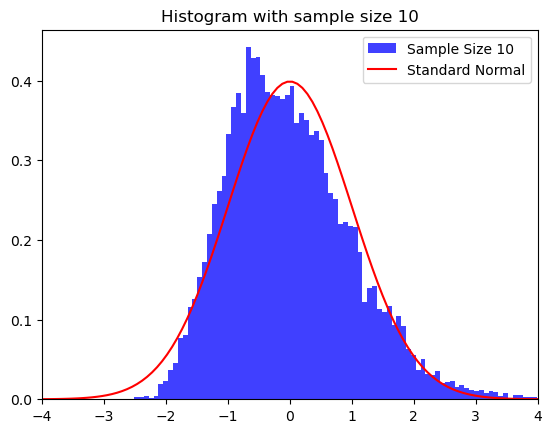 Histogram with sample size 10
Sample Size 10
Standard Normal
0.4
0.3
0.2
0.1
0.0
−4 −3 −2 −1 0 1 2 3 4